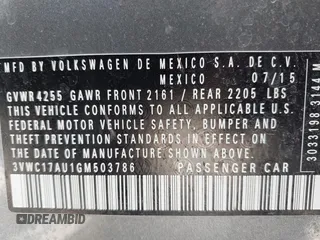 MFD BY VOLKSWAGEN DE MEXICO S.A. DE C.V.
MEXICO 07/15
GVWR4255 GAWR FRONT 2161 / REAR 2205 LBS
THIS VEHICLE CONFORMS TO ALL APPLICABLE U.S.
FEDERAL MOTOR VEHICLE SAFETY, BUMPER, AND
THEFT PREVENTION STANDARDS IN EFFECT ON THE
DATE OF MANUFACTURE SHOWN ABOVE.
3VWC17AU1GM503786 PASSENGER CAR
3033198 3144 M
DEALERSHIP
.COM